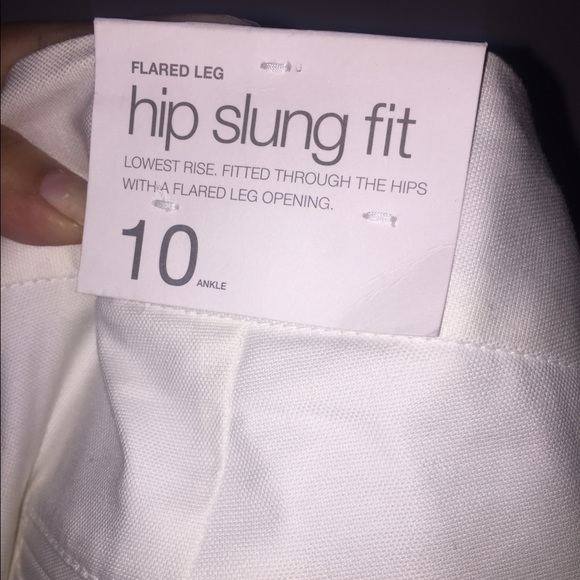 FLARED LEG
hip slung fit
LOWEST RISE. FITTED THROUGH THE HIPS
WITH A FLARED LEG OPENING.
10 ANKLE